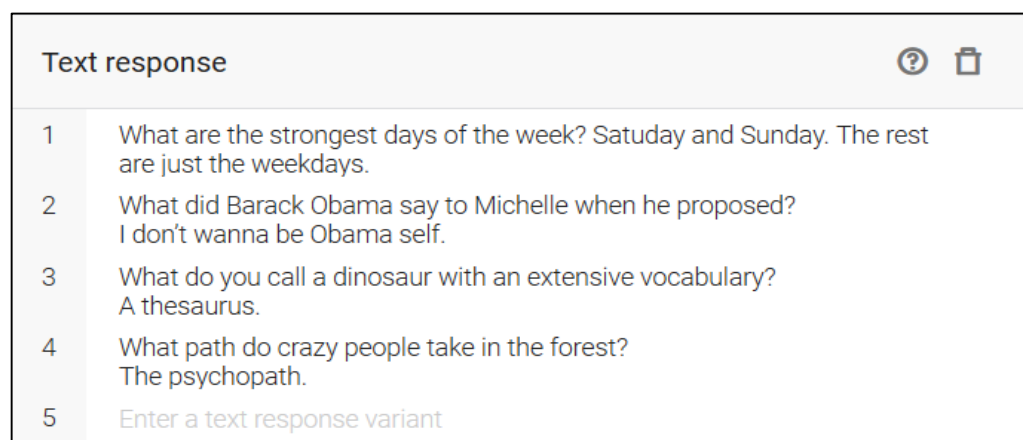 Text response
1 What are the strongest days of the week? Satuday and Sunday. The rest
are just the weekdays.
2 What did Barack Obama say to Michelle when he proposed?
I don’t wanna be Obama self.
3 What do you call a dinosaur with an extensive vocabulary?
A thesaurus.
4 What path do crazy people take in the forest?
The psychopath.
5 Enter a text response variant